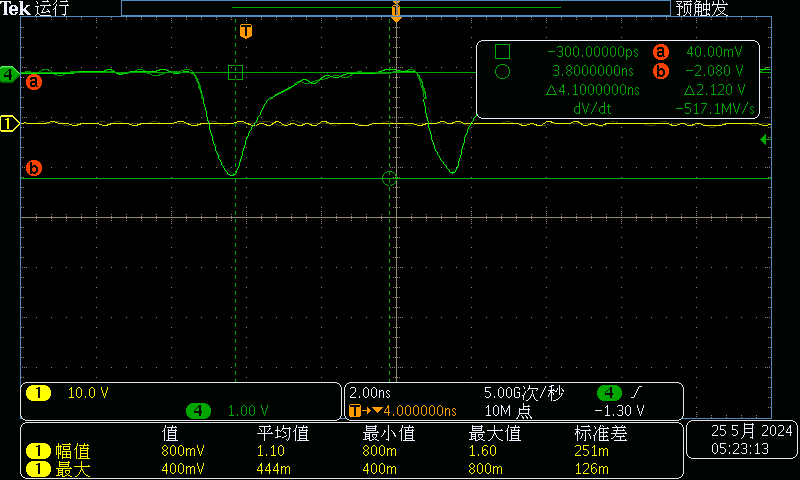 Tek 运行 预触发
T
T
4
a
1
b
−300.00000ps a 40.00mV
3.8000000ns b −2.080 V
△4.1000000ns △2.120 V
dV/dt −517.1MV/s
1 10.0 V
4 1.00 V
2.00ns 5.00G次/秒 4
T→▼4.000000ns 10M 点 −1.30 V
值 平均值 最小值 最大值 标准差
1 幅值 800mV 1.10 800m 1.60 251m
1 最大 400mV 444m 400m 800m 126m
25 5月 2024
05:23:13